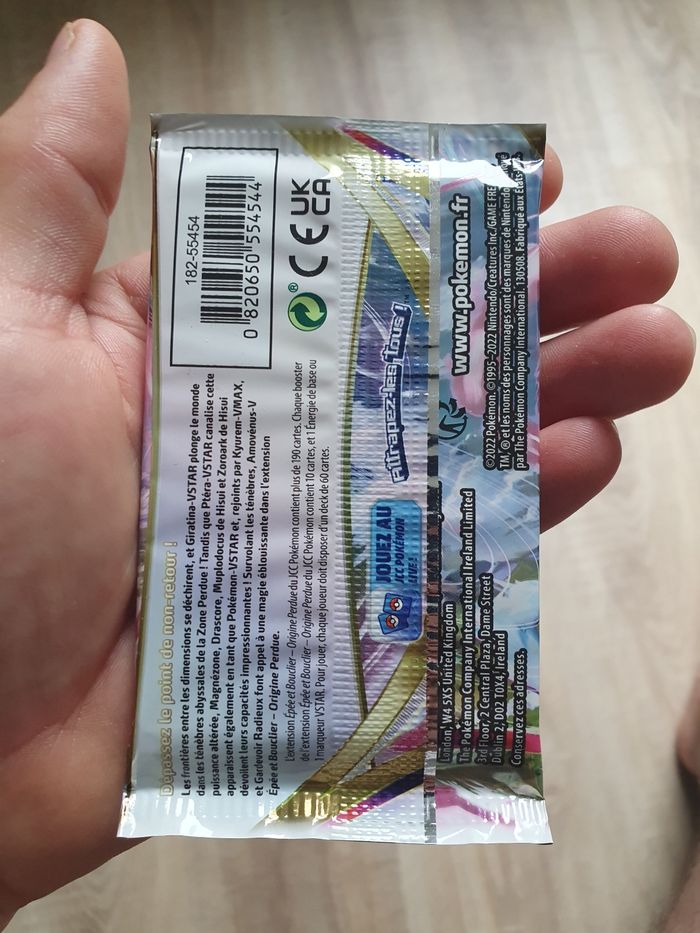 Dépassez le point de non-retour !
Les frontières entre les dimensions se déchirent, et Giratina-VSTAR plonge le monde
dans les ténèbres abyssales de la Zone Perdue ! Tandis que Ptéra-VSTAR canalise cette
puissance altérée, Magnézone, Drascore, Muplodocus de Hisui et Zoroark de Hisui
apparaissent également en tant que Pokémon-VSTAR et, rejoints par Kyurem-VMAX,
dévoilent leurs capacités impressionnantes ! Survolant les ténèbres, Amovénus-V
et Gardevoir Radieux font appel à une magie éblouissante dans l'extension
Épée et Bouclier – Origine Perdue.
L'extension Épée et Bouclier – Origine Perdue du JCC Pokémon contient plus de 190 cartes. Chaque booster
de l'extension Épée et Bouclier – Origine Perdue du JCC Pokémon contient 10 cartes, et 1 Énergie de base ou
1 marqueur VSTAR. Pour jouer, chaque joueur doit disposer d'un deck de 60 cartes.
182-55454
0 820650 554544
CE UK
CA
®
JOUEZ AU
JCC POKÉMON
LIVE !
Attrapez-les Tous !
London, W4 5XS United Kingdom
The Pokémon Company International Ireland Limited
3rd Floor, 2 Central Plaza, Dame Street
Dublin 2, D02 T0X4, Ireland
Conservez ces adresses.
www.pokemon.fr
©2022 Pokémon. ©1995–2022 Nintendo/Creatures Inc./GAME FRE
TM, ® et les noms des personnages sont des marques de Nintendo
par The Pokémon Company International. 130508. Fabriqué aux États